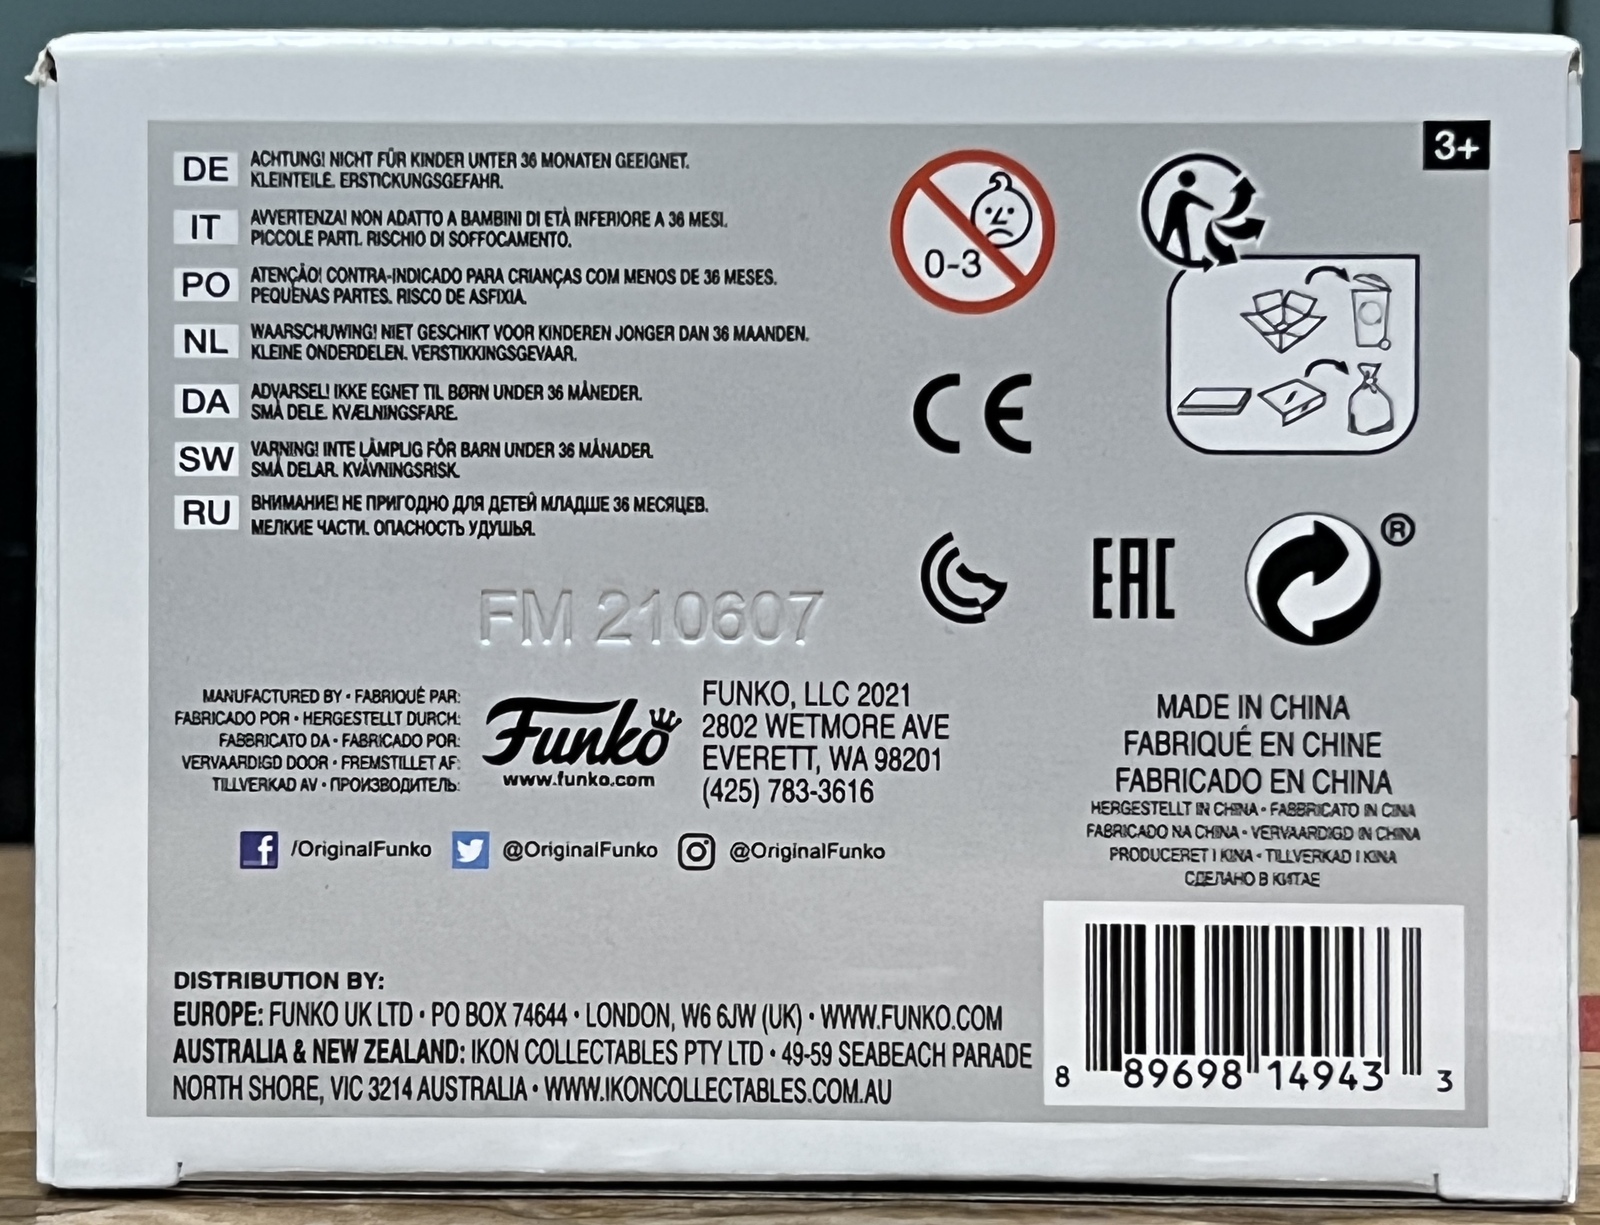 3+
DE ACHTUNG! NICHT FÜR KINDER UNTER 36 MONATEN GEEIGNET.
KLEINTEILE. ERSTICKUNGSGEFAHR.
IT AVVERTENZA! NON ADATTO A BAMBINI DI ETÀ INFERIORE A 36 MESI.
PICCOLE PARTI. RISCHIO DI SOFFOCAMENTO.
PO ATENÇÃO! CONTRA-INDICADO PARA CRIANÇAS COM MENOS DE 36 MESES.
PEQUENAS PARTES. RISCO DE ASFIXIA.
NL WAARSCHUWING! NIET GESCHIKT VOOR KINDEREN JONGER DAN 36 MAANDEN.
KLEINE ONDERDELEN. VERSTIKKINGSGEVAAR.
DA ADVARSEL! IKKE EGNET TIL BØRN UNDER 36 MÅNEDER.
SMÅ DELE. KVÆLNINGSFARE.
SW VARNING! INTE LÄMPLIG FÖR BARN UNDER 36 MÅNADER.
SMÅ DELAR. KVÄVNINGSRISK.
RU ВНИМАНИЕ! НЕ ПРИГОДНО ДЛЯ ДЕТЕЙ МЛАДШЕ 36 МЕСЯЦЕВ.
МЕЛКИЕ ЧАСТИ. ОПАСНОСТЬ УДУШЬЯ.
0-3
CE
EAC
®
FM 210607
MANUFACTURED BY • FABRIQUÉ PAR:
FABRICADO POR • HERGESTELLT DURCH:
FABBRICATO DA • FABRICADO POR:
VERVAARDIGD DOOR • FREMSTILLET AF:
TILLVERKAD AV • ПРОИЗВОДИТЕЛЬ:
Funko
www.funko.com
FUNKO, LLC 2021
2802 WETMORE AVE
EVERETT, WA 98201
(425) 783-3616
MADE IN CHINA
FABRIQUÉ EN CHINE
FABRICADO EN CHINA
HERGESTELLT IN CHINA • FABBRICATO IN CINA
FABRICADO NA CHINA • VERVAARDIGD IN CHINA
PRODUCERET I KINA • TILLVERKAD I KINA
СДЕЛАНО В КИТАЕ
f /OriginalFunko @OriginalFunko @OriginalFunko
DISTRIBUTION BY:
EUROPE: FUNKO UK LTD • PO BOX 74644 • LONDON, W6 6JW (UK) • WWW.FUNKO.COM
AUSTRALIA & NEW ZEALAND: IKON COLLECTABLES PTY LTD • 49-59 SEABEACH PARADE
NORTH SHORE, VIC 3214 AUSTRALIA • WWW.IKONCOLLECTABLES.COM.AU
8 89698 14943 3